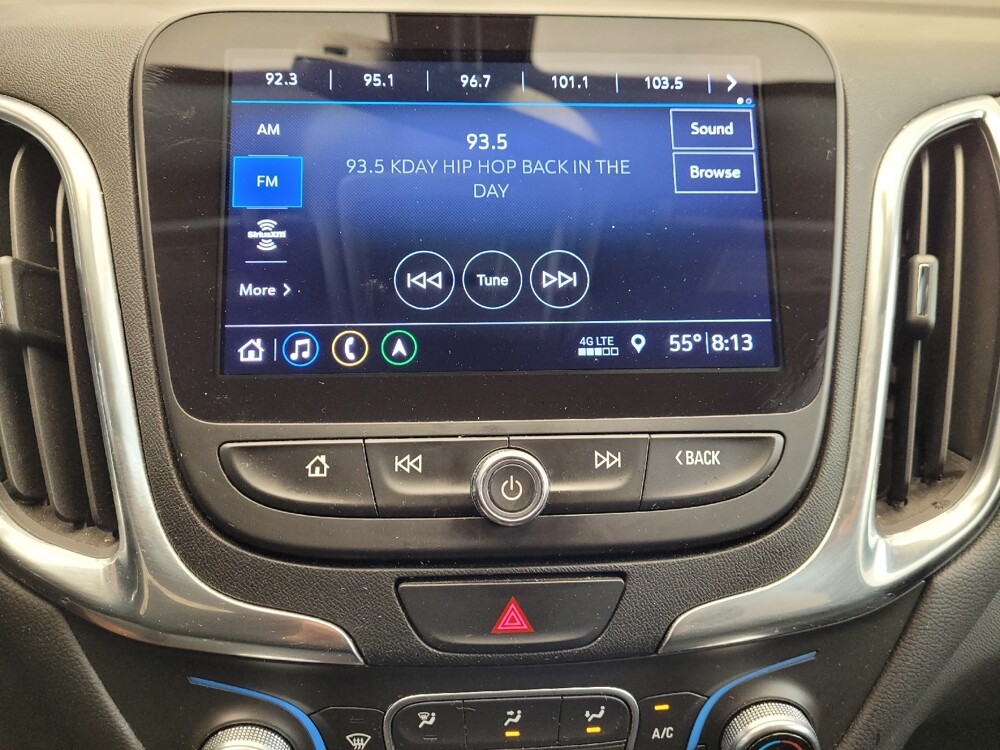 92.3 95.1 96.7 101.1 103.5
AM
93.5
Sound
93.5 KDAY HIP HOP BACK IN THE
DAY
FM
Browse
SiriusXM
More
Tune
4G LTE
55° 8:13
BACK
A/C